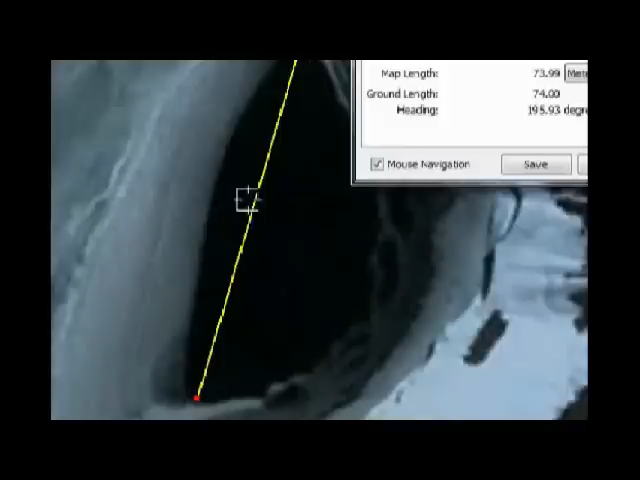 Map Length: 73.99
Ground Length: 74.00
Heading: 195.93
Mouse Navigation Save